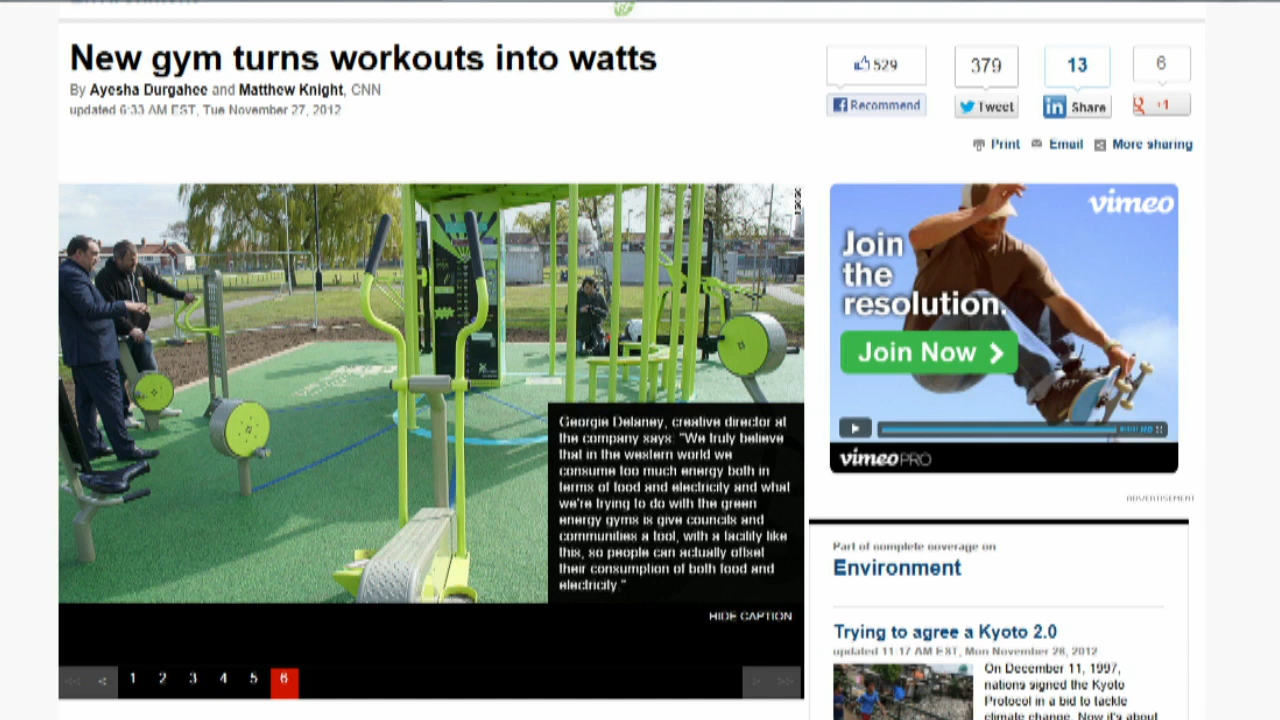 New gym turns workouts into watts
By Ayesha Durgahee and Matthew Knight, CNN
updated 6:33 AM EST, Tue November 27, 2012
529
379
13
6
Recommend
Tweet
Share
+1
Print
Email
More sharing
vimeo
Join
the
resolution.
Join Now
vimeo PRO
ADVERTISEMENT
Georgie Delaney, creative director at
the company says: "We truly believe
that in the western world we
consume too much energy both in
terms of food and electricity and what
we're trying to do with the green
energy gyms is give councils and
communities a tool, with a facility like
this, so people can actually offset
their consumption of both food and
electricity."
HIDE CAPTION
<< < 1 2 3 4 5 6 > >>
Part of complete coverage on
Environment
Trying to agree a Kyoto 2.0
updated 11:17 AM EST, Mon November 26, 2012
On December 11, 1997,
nations signed the Kyoto
Protocol in a bid to tackle
climate change. Now it's about